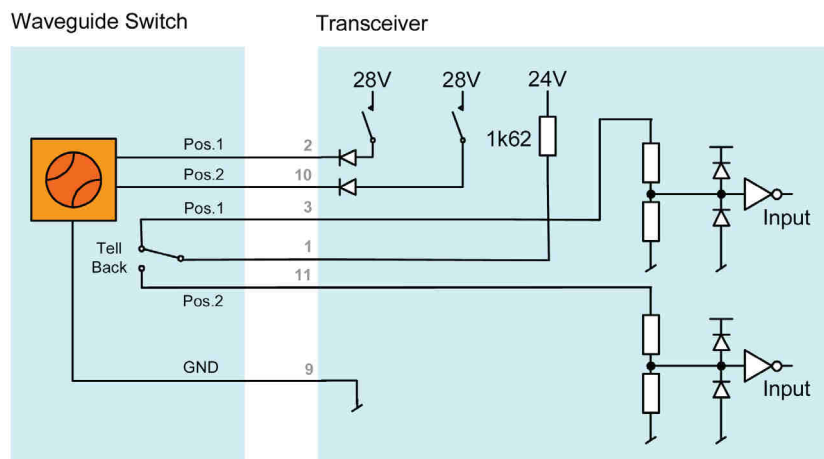 Waveguide Switch
Transceiver
28V
28V
24V
1k62
Pos.1
2
Pos.2
10
Pos.1
3
Input
Tell
Back
1
11
Pos.2
GND
9
Input